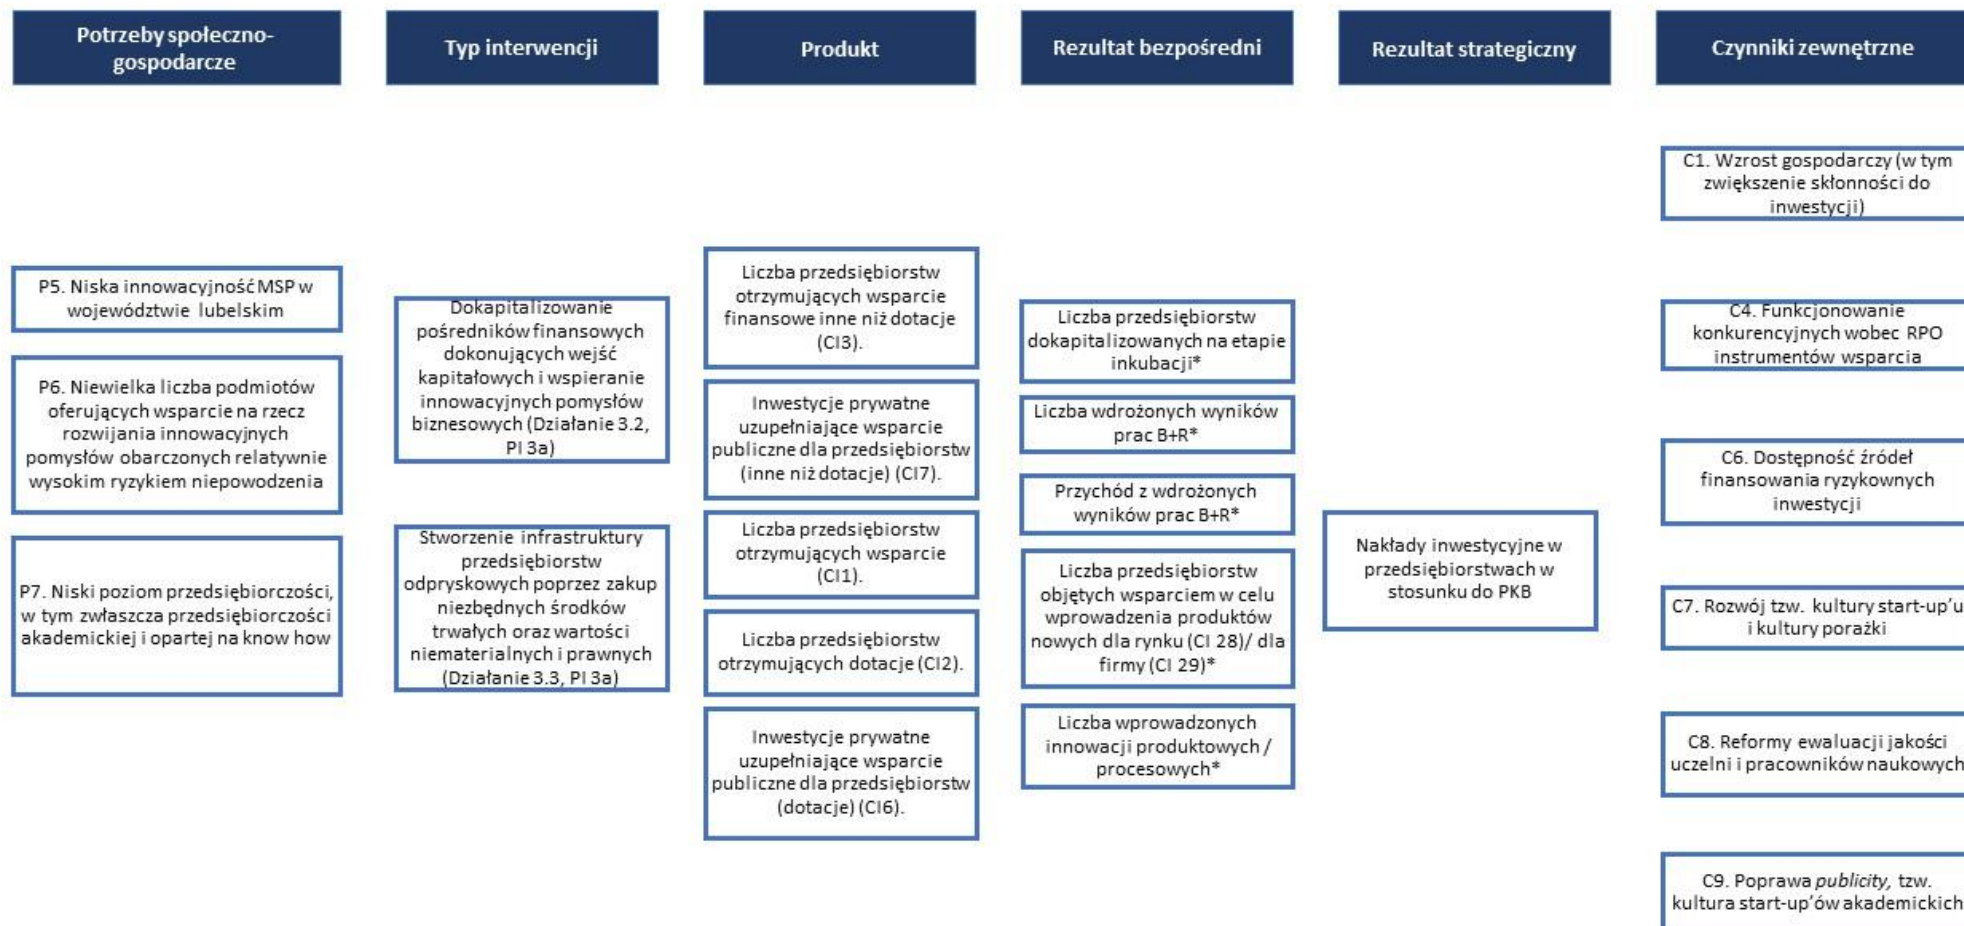 Potrzeby społeczno-
gospodarcze
Typ interwencji
Produkt
Rezultat bezpośredni
Rezultat strategiczny
Czynniki zewnętrzne
P5. Niska innowacyjność MSP w
województwie lubelskim
P6. Niewielka liczba podmiotów
oferujących wsparcie na rzecz
rozwijania innowacyjnych
pomysłów obarczonych relatywnie
wysokim ryzykiem niepowodzenia
P7. Niski poziom przedsiębiorczości,
w tym zwłaszcza przedsiębiorczości
akademickiej i opartej na know how
Dokapitalizowanie
pośredników finansowych
dokonujących wejść
kapitałowych i wspieranie
innowacyjnych pomysłów
biznesowych (Działanie 3.2,
PI 3a)
Stworzenie infrastruktury
przedsiębiorstw
odpryskowych poprzez zakup
niezbędnych środków
trwałych oraz wartości
niematerialnych i prawnych
(Działanie 3.3, PI 3a)
Liczba przedsiębiorstw
otrzymujących wsparcie
finansowe inne niż dotacje
(CI3).
Inwestycje prywatne
uzupełniające wsparcie
publiczne dla przedsiębiorstw
(inne niż dotacje) (CI7).
Liczba przedsiębiorstw
otrzymujących wsparcie
(CI1).
Liczba przedsiębiorstw
otrzymujących dotacje (CI2).
Inwestycje prywatne
uzupełniające wsparcie
publiczne dla przedsiębiorstw
(dotacje) (CI6).
Liczba przedsiębiorstw
dokapitalizowanych na etapie
inkubacji*
Liczba wdrożonych wyników
prac B+R*
Przychód z wdrożonych
wyników prac B+R*
Liczba przedsiębiorstw
objętych wsparciem w celu
wprowadzenia produktów
nowych dla rynku (CI 28)/ dla
firmy (CI 29)*
Liczba wprowadzonych
innowacji produktowych /
procesowych*
Nakłady inwestycyjne w
przedsiębiorstwach w
stosunku do PKB
C1. Wzrost gospodarczy (w tym
zwiększenie skłonności do
inwestycji)
C4. Funkcjonowanie
konkurencyjnych wobec RPO
instrumentów wsparcia
C6. Dostępność źródeł
finansowania ryzykownych
inwestycji
C7. Rozwój tzw. kultury start-up’u
i kultury porażki
C8. Reformy ewaluacji jakości
uczelni i pracowników naukowych
C9. Poprawa publicity, tzw.
kultura start-up’ów akademickich